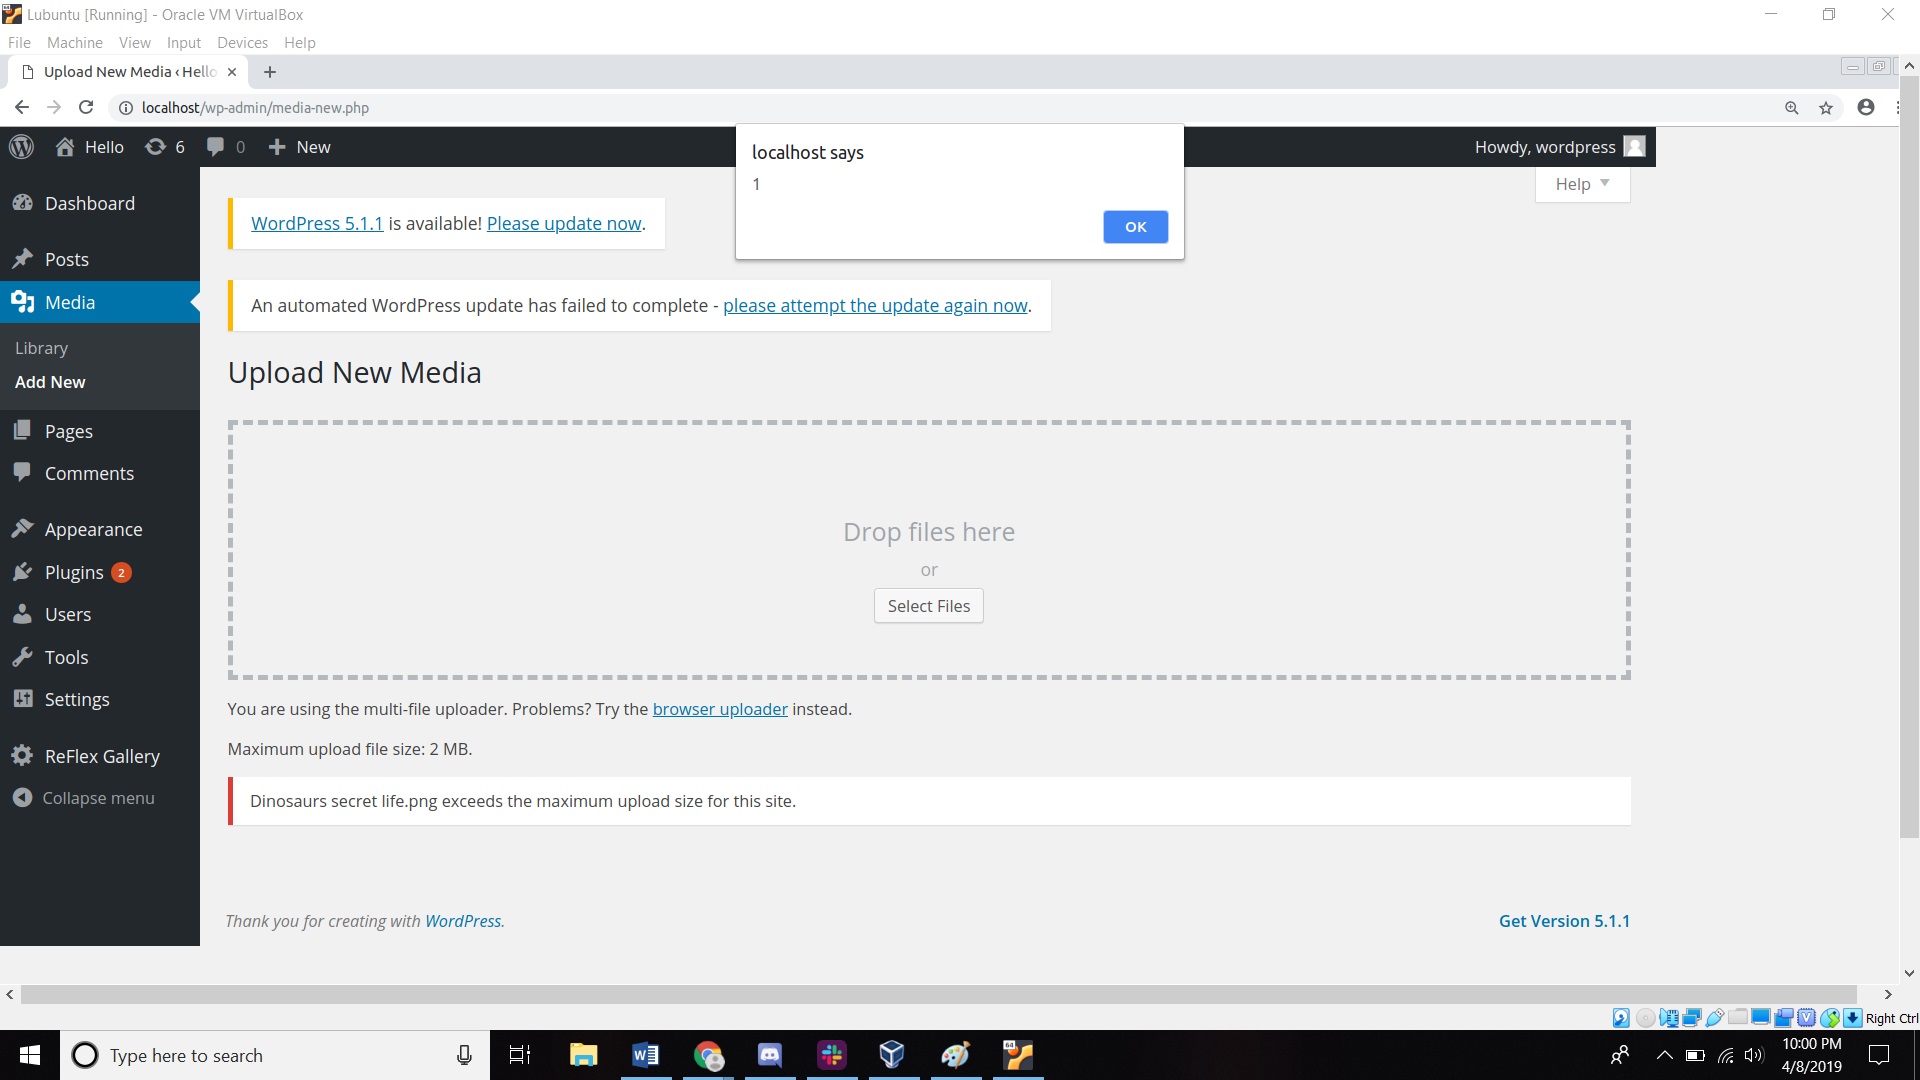 Lubuntu [Running] - Oracle VM VirtualBox
File Machine View Input Devices Help
Upload New Media ‹ Hello
localhost/wp-admin/media-new.php
Hello 6 0 New
Howdy, wordpress
localhost says
1
OK
Help
Dashboard
Posts
Media
Library
Add New
Pages
Comments
Appearance
Plugins 2
Users
Tools
Settings
ReFlex Gallery
Collapse menu
WordPress 5.1.1 is available! Please update now.
An automated WordPress update has failed to complete - please attempt the update again now.
Upload New Media
Drop files here
or
Select Files
You are using the multi-file uploader. Problems? Try the browser uploader instead.
Maximum upload file size: 2 MB.
Dinosaurs secret life.png exceeds the maximum upload size for this site.
Thank you for creating with WordPress.
Get Version 5.1.1
Right Ctrl
Type here to search
10:00 PM
4/8/2019